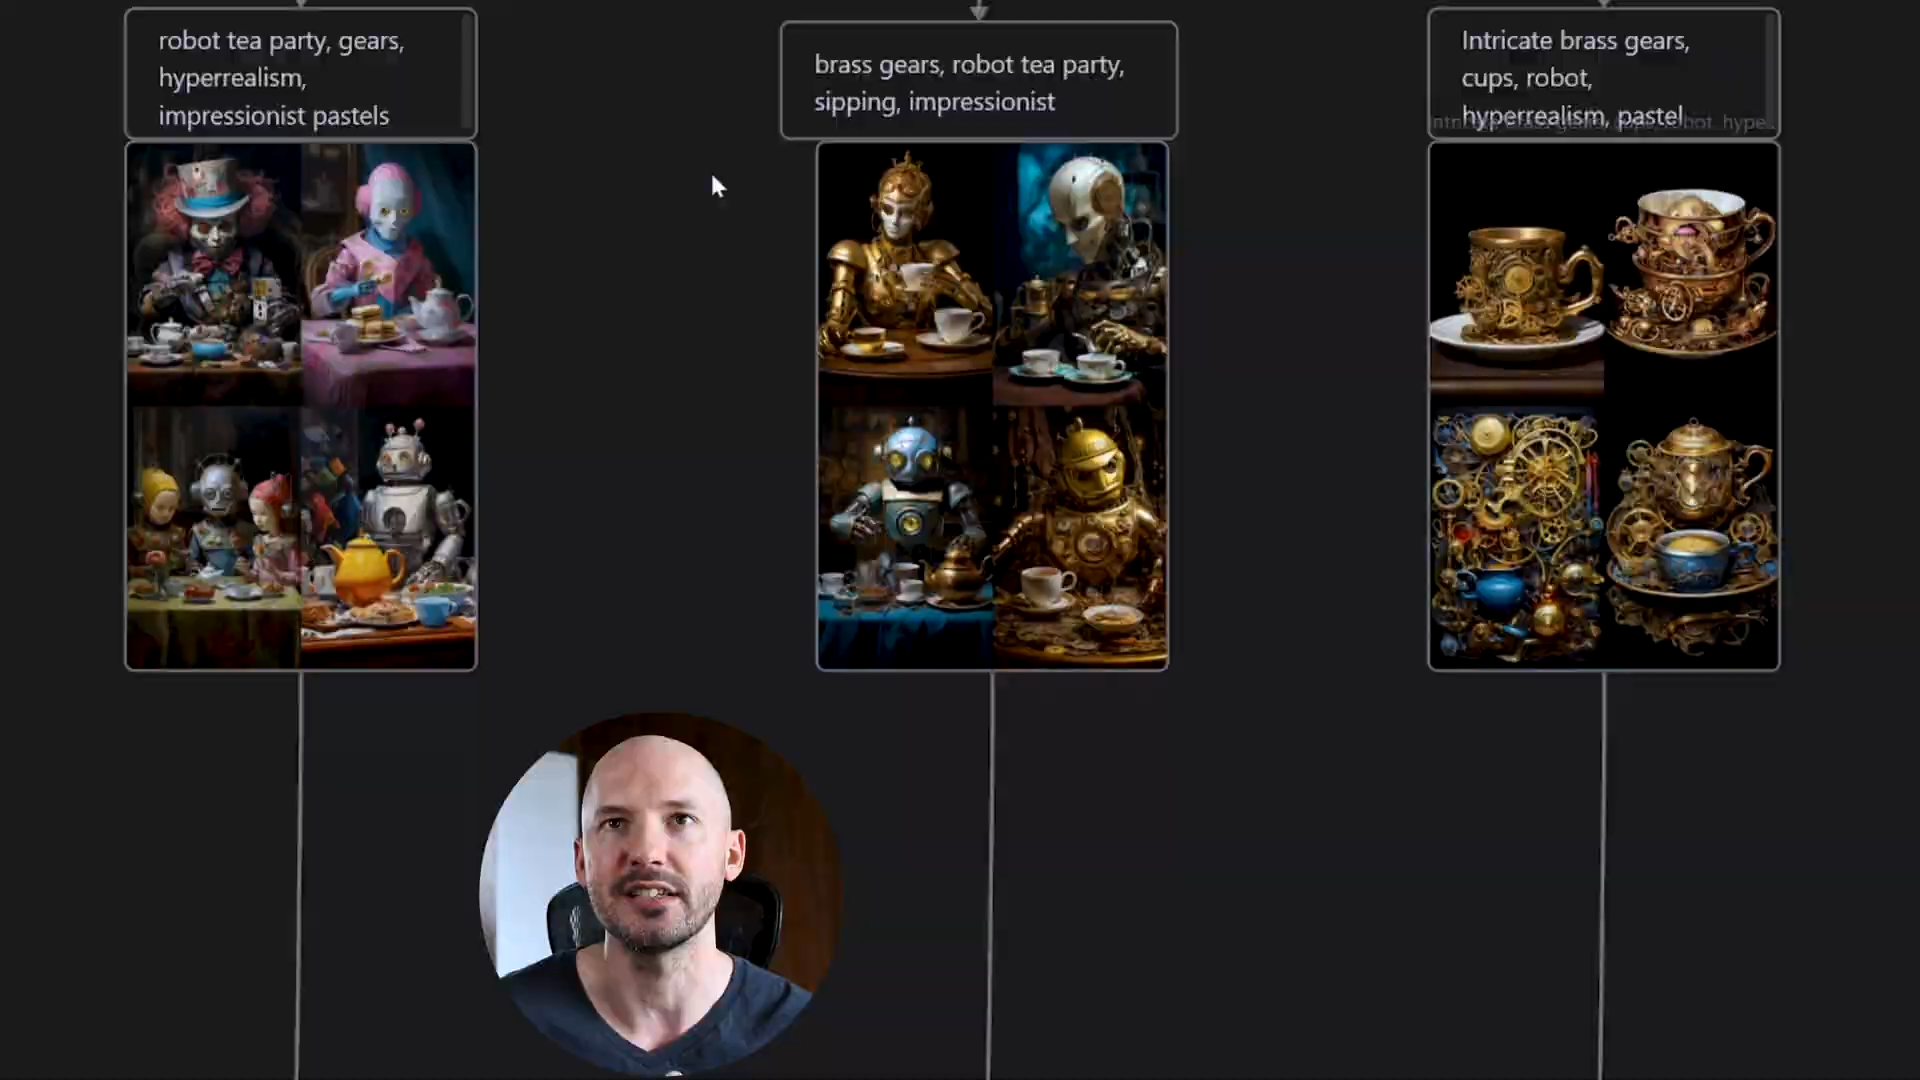 robot tea party, gears,
hyperrealism,
impressionist pastels
brass gears, robot tea party,
sipping, impressionist
Intricate brass gears,
cups, robot,
hyperrealism, pastel